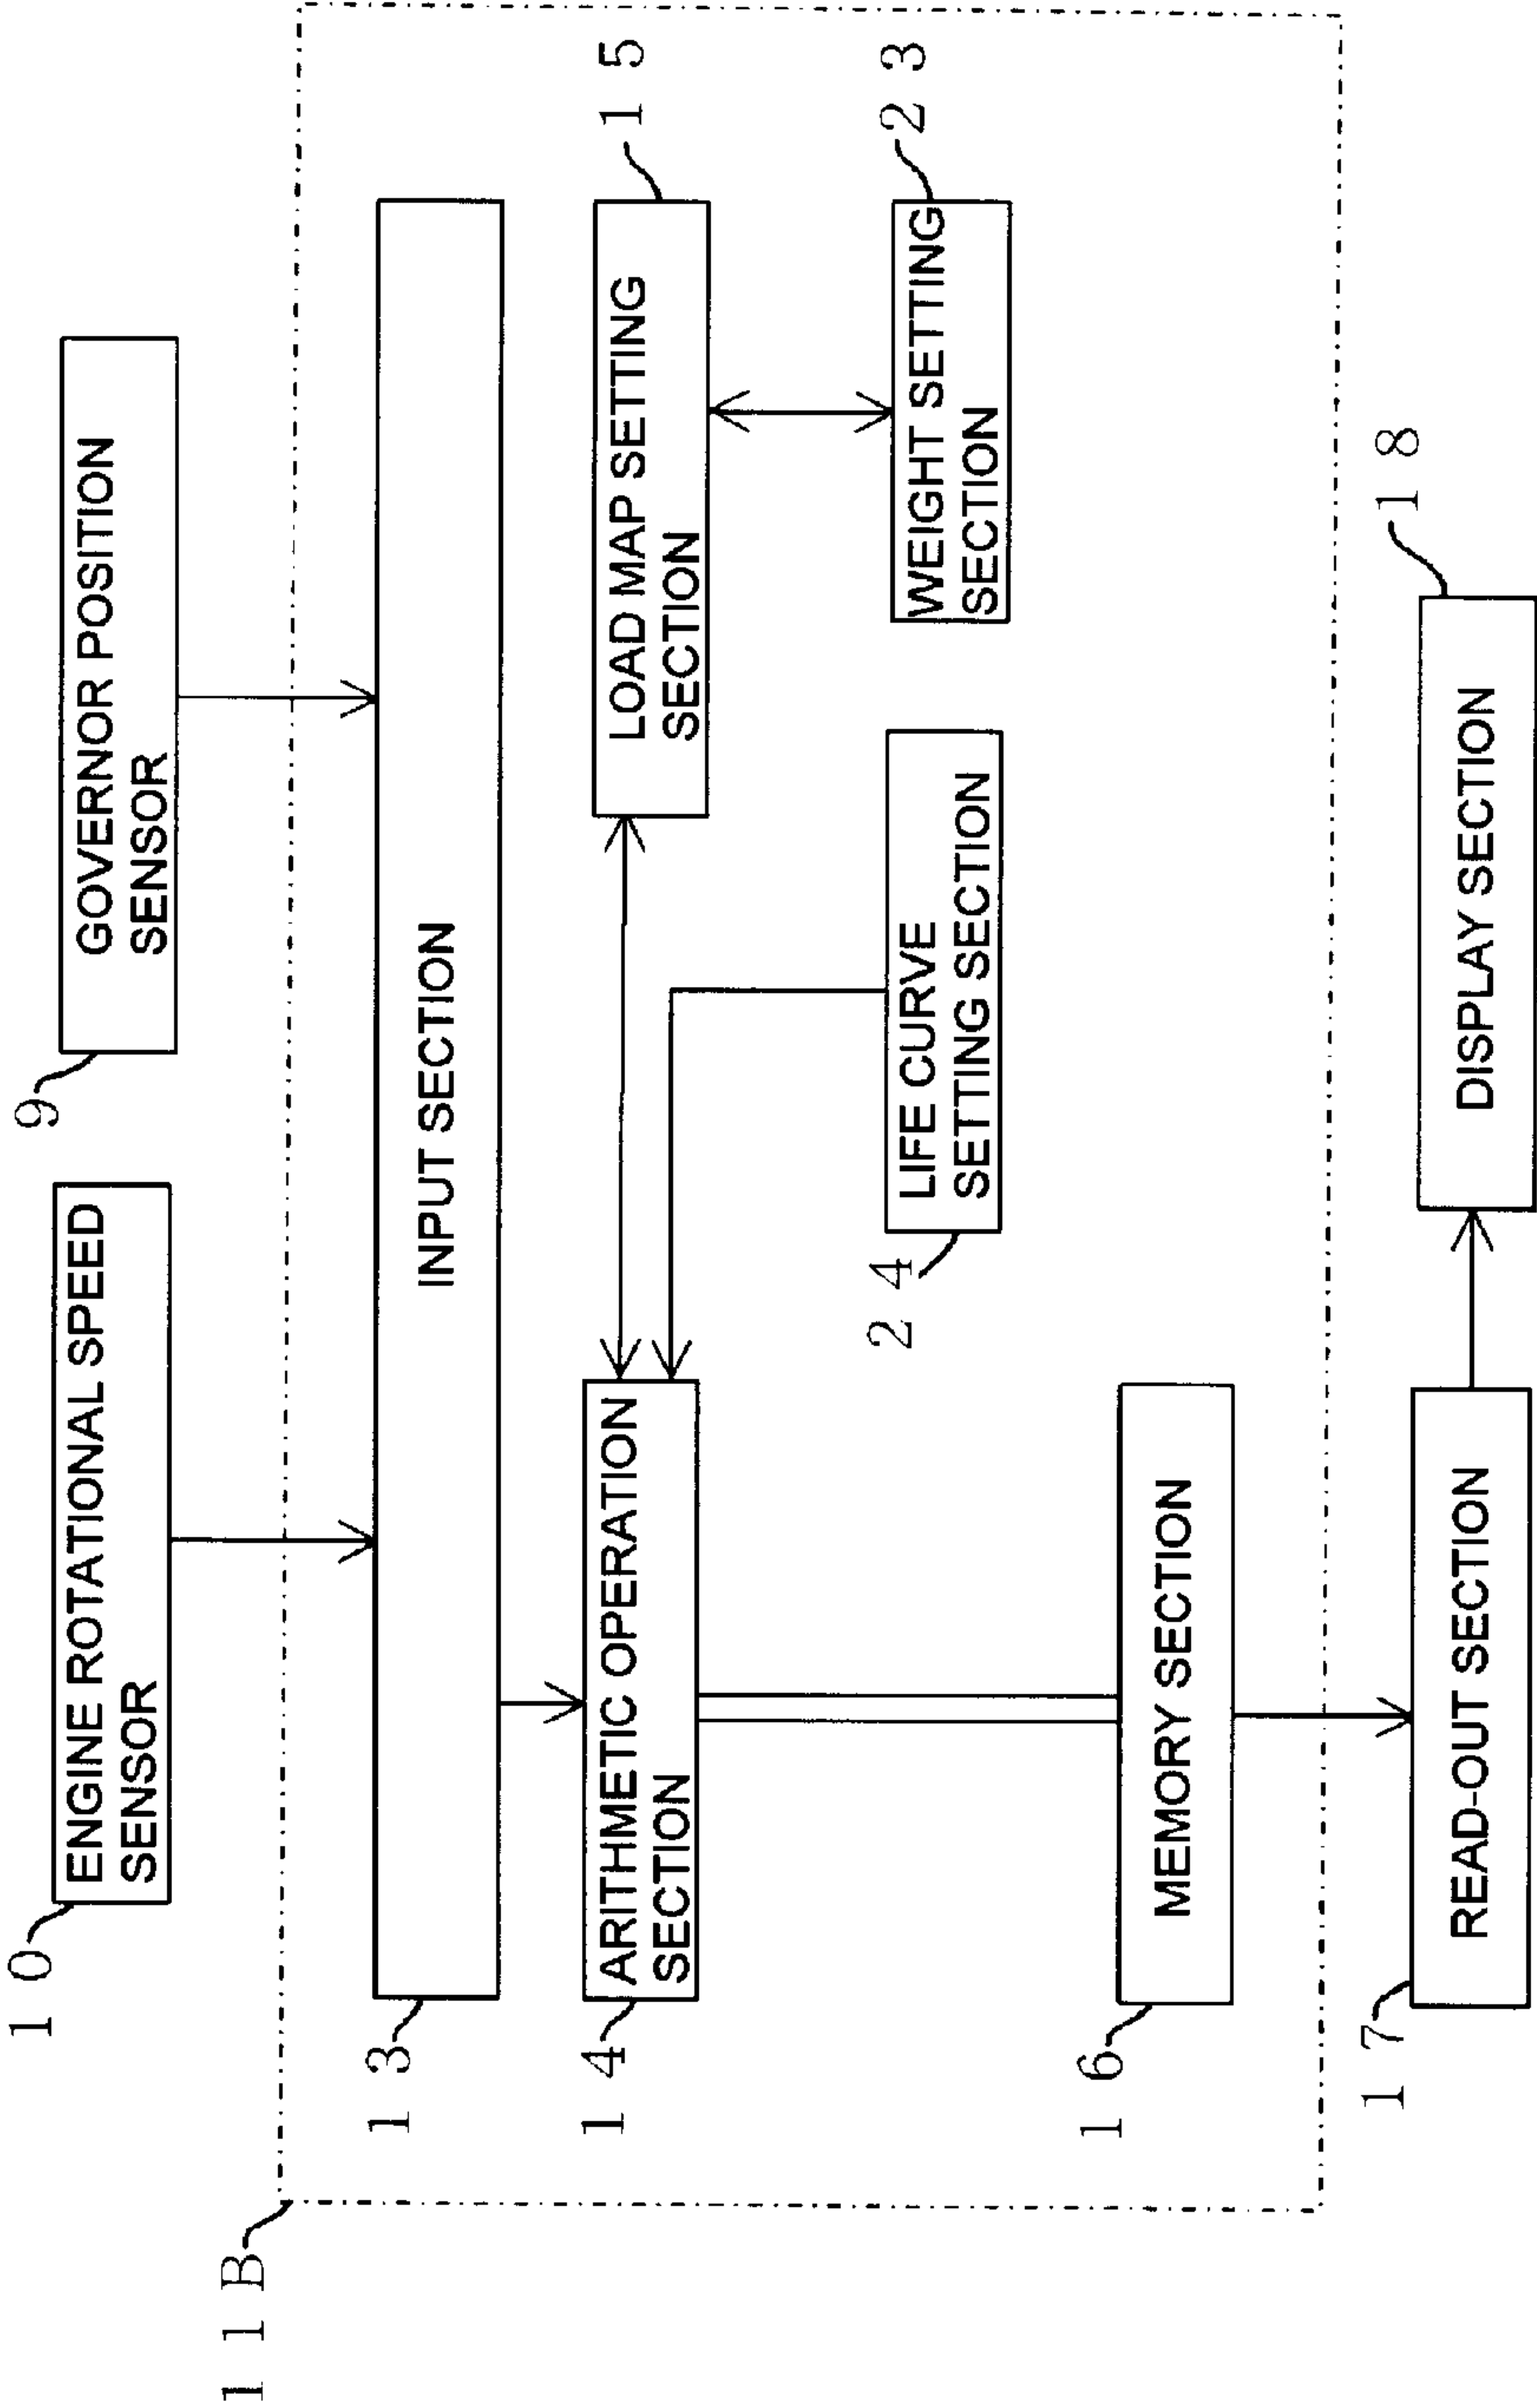 10
ENGINE ROTATIONAL SPEED
SENSOR
9
GOVERNOR POSITION
SENSOR
11B
13
INPUT SECTION
14
ARITHMETIC OPERATION
SECTION
LOAD MAP SETTING
SECTION
15
24
LIFE CURVE
SETTING SECTION
WEIGHT SETTING
SECTION
23
16
MEMORY SECTION
17
READ-OUT SECTION
DISPLAY SECTION
18